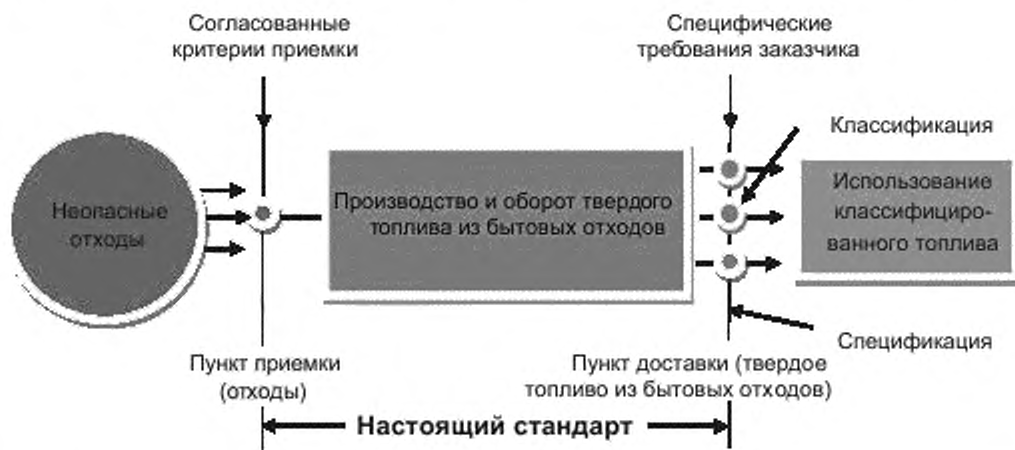 Согласованные
критерии приемки
Специфические
требования заказчика
Классификация
Неопасные
отходы
Производство и оборот твердого
топлива из бытовых отходов
Использование
классифициро-
ванного топлива
Спецификация
Пункт приемки
(отходы)
Пункт доставки (твердое
топливо из бытовых отходов)
Настоящий стандарт